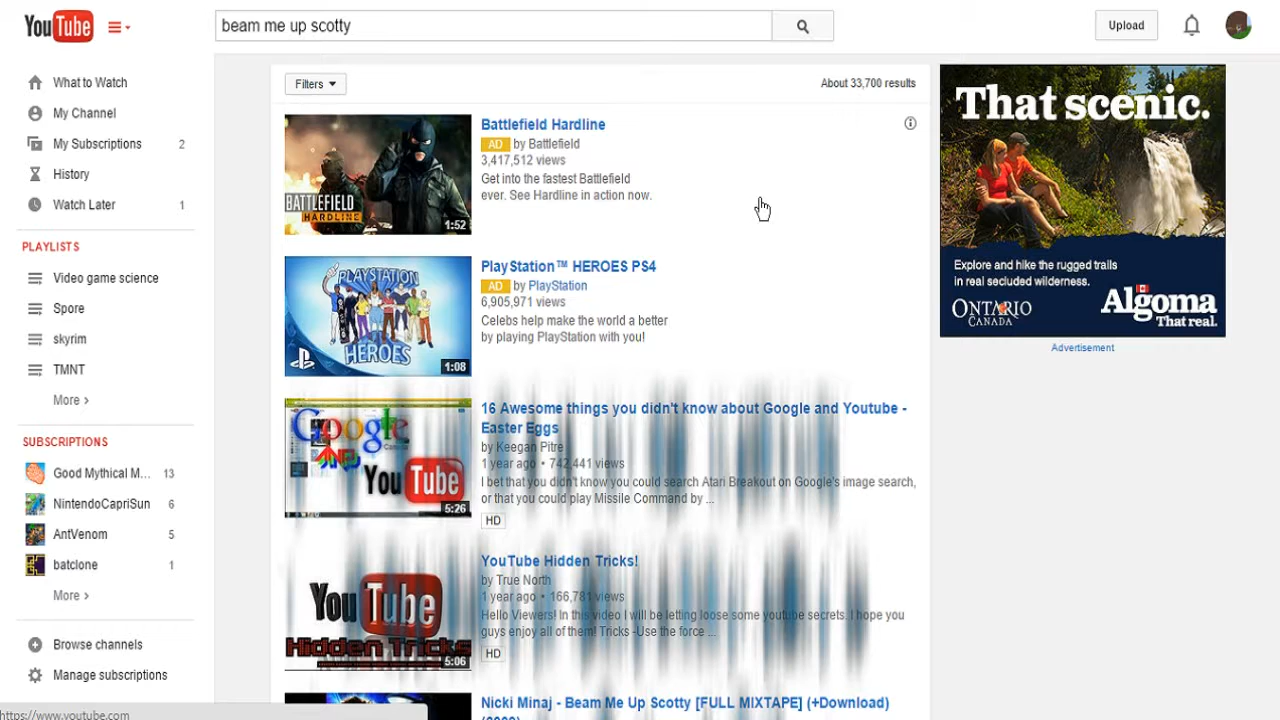 YouTube
beam me up scotty
Upload
What to Watch
My Channel
My Subscriptions 2
History
Watch Later 1
PLAYLISTS
Video game science
Spore
skyrim
TMNT
More ›
SUBSCRIPTIONS
Good Mythical M... 13
NintendoCapriSun 6
AntVenom 5
batclone 1
More ›
Browse channels
Manage subscriptions
https://www.youtube.com
Filters
About 33,700 results
BATTLEFIELD
HARDLINE
1:52
Battlefield Hardline
AD by Battlefield
3,417,512 views
Get into the fastest Battlefield
ever. See Hardline in action now.
PLAYSTATION
HEROES
1:08
PlayStation™ HEROES PS4
AD by PlayStation
6,905,971 views
Celebs help make the world a better
by playing PlayStation with you!
Google
AND
YouTube
5:26
16 Awesome things you didn't know about Google and Youtube -
Easter Eggs
by Keegan Pitre
1 year ago • 742,441 views
I bet that you didn't know you could search Atari Breakout on Google's image search,
or that you could play Missile Command by ...
HD
YouTube
Hidden Tricks
5:06
YouTube Hidden Tricks!
by True North
1 year ago • 166,781 views
Hello Viewers! In this video I will be letting loose some youtube secrets. I hope you
guys enjoy all of them! Tricks -Use the force ...
HD
Nicki Minaj - Beam Me Up Scotty [FULL MIXTAPE] (+Download)
That scenic.
Explore and hike the rugged trails
in real secluded wilderness.
ONTARIO
CANADA
Algoma
That real.
Advertisement